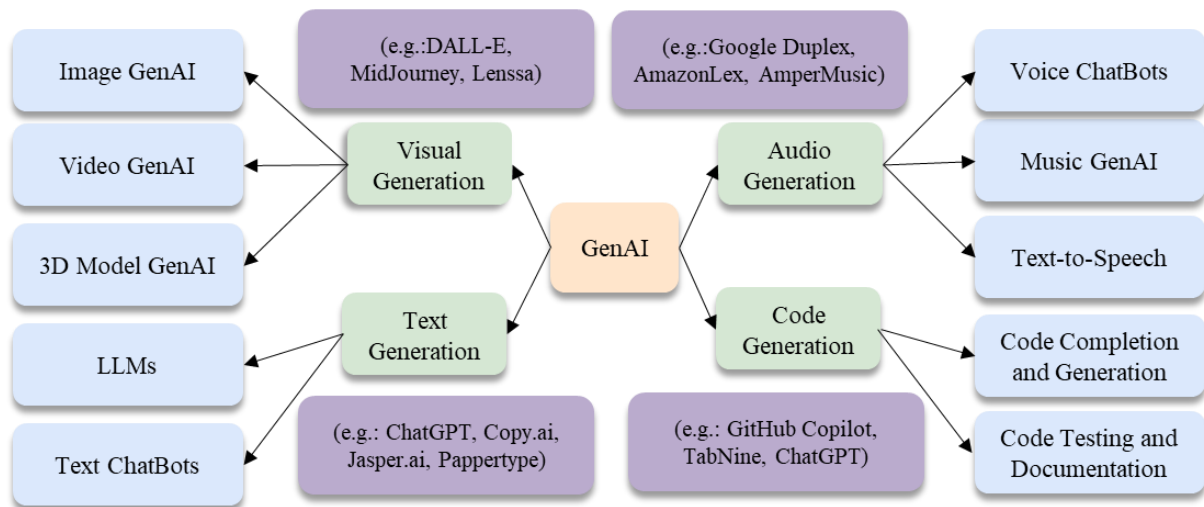 Image GenAI
Video GenAI
3D Model GenAI
LLMs
Text ChatBots
(e.g.:DALL-E,
MidJourney, Lenssa)
Visual
Generation
Text
Generation
(e.g.: ChatGPT, Copy.ai,
Jasper.ai, Pappertype)
GenAI
(e.g.:Google Duplex,
AmazonLex, AmperMusic)
Audio
Generation
Code
Generation
(e.g.: GitHub Copilot,
TabNine, ChatGPT)
Voice ChatBots
Music GenAI
Text-to-Speech
Code Completion
and Generation
Code Testing and
Documentation